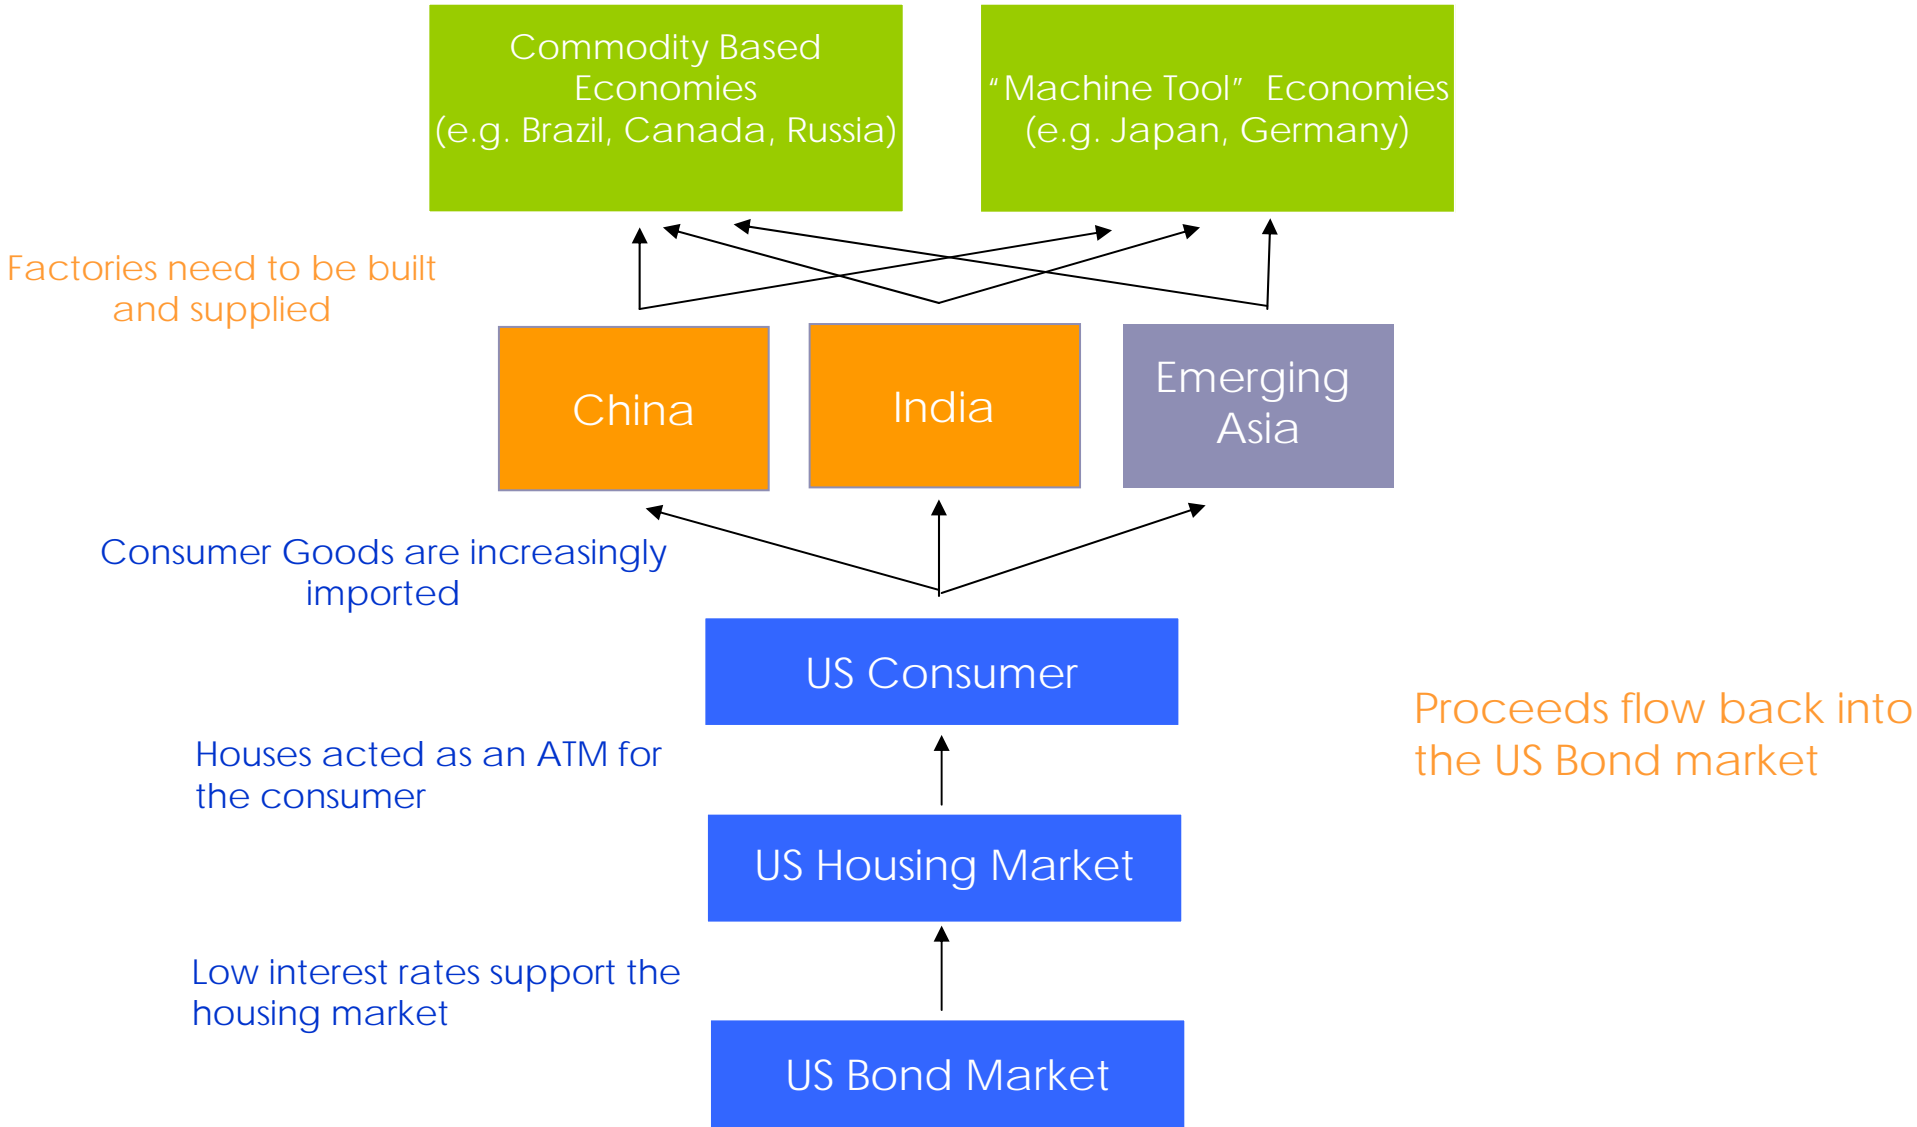 Commodity Based
Economies
(e.g. Brazil, Canada, Russia)
“Machine Tool”  Economies
(e.g. Japan, Germany)
Factories need to be built
and supplied
China
India
Emerging
Asia
Consumer Goods are increasingly
imported
US Consumer
Proceeds flow back into
the US Bond market
Houses acted as an ATM for
the consumer
US Housing Market
Low interest rates support the
housing market
US Bond Market